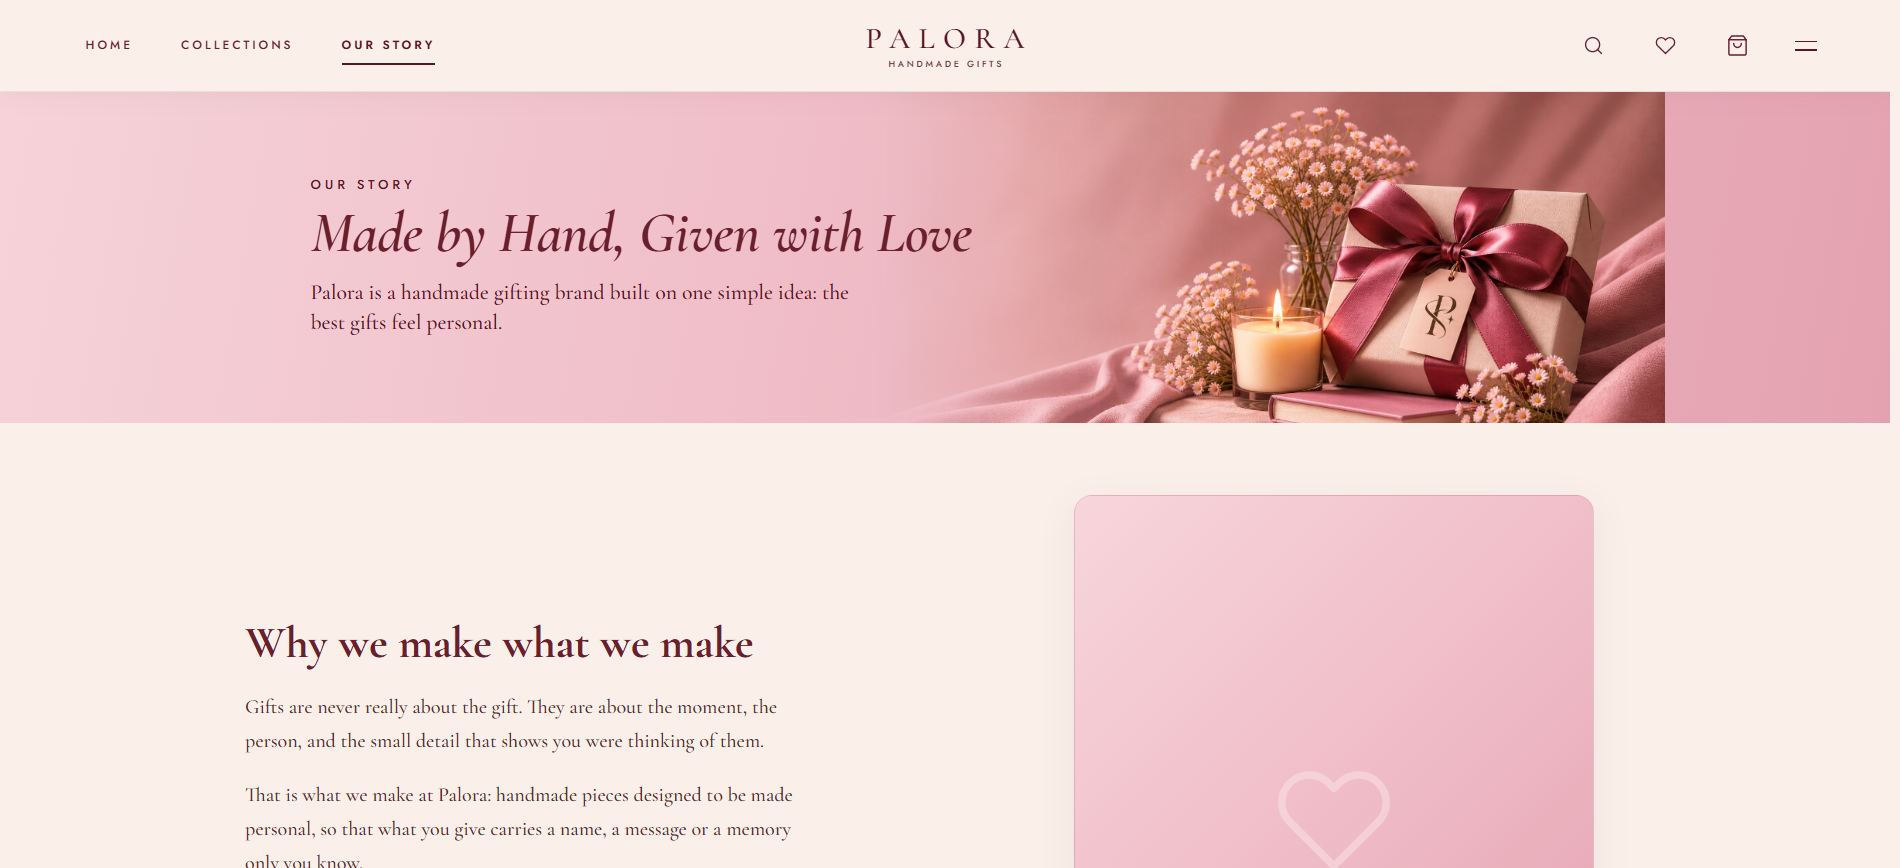 HOME
COLLECTIONS
OUR STORY
PALORA
HANDMADE GIFTS
OUR STORY
Made by Hand, Given with Love
Palora is a handmade gifting brand built on one simple idea: the
best gifts feel personal.
Why we make what we make
Gifts are never really about the gift. They are about the moment, the
person, and the small detail that shows you were thinking of them.
That is what we make at Palora: handmade pieces designed to be made
personal, so that what you give carries a name, a message or a memory
only you know.